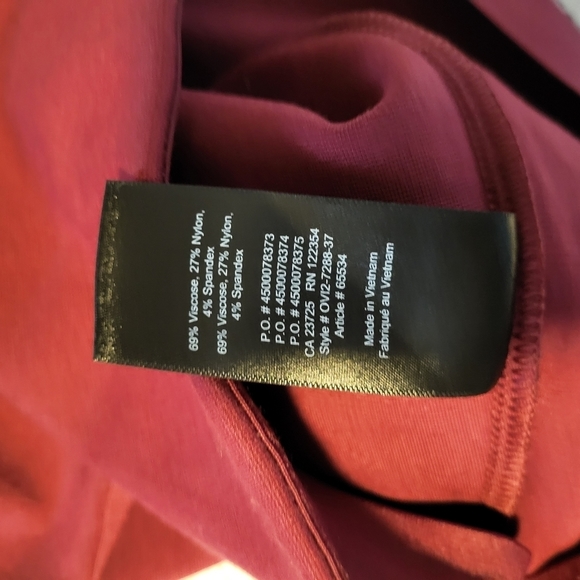 69% Viscose, 27% Nylon,
4% Spandex
69% Viscose, 27% Nylon,
4% Spandex
P.O. # 4500078373
P.O. # 4500078374
P.O. # 4500078375
CA 23725 RN 122354
Style # OVI2-7288-37
Article # 65534
Made in Vietnam
Fabriqué au Vietnam